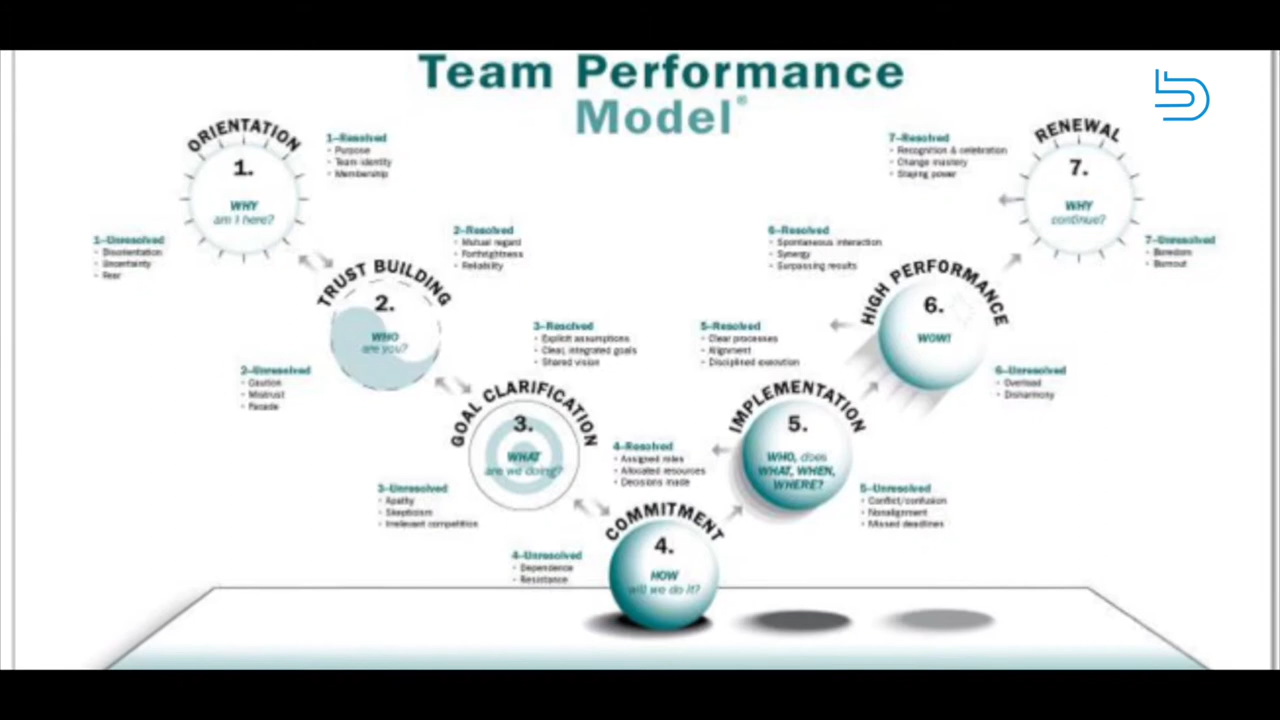 Team Performance
Model®
ORIENTATION
1.
WHY
am I here?
1–Resolved
• Purpose
• Team identity
• Membership
1–Unresolved
• Disorientation
• Uncertainty
• Fear
TRUST BUILDING
2.
WHO
are you?
2–Resolved
• Mutual regard
• Forthrightness
• Reliability
2–Unresolved
• Caution
• Mistrust
• Facade
GOAL CLARIFICATION
3.
WHAT
are we doing?
3–Resolved
• Explicit assumptions
• Clear, integrated goals
• Shared vision
3–Unresolved
• Apathy
• Skepticism
• Irrelevant competition
COMMITMENT
4.
HOW
will we do it?
4–Resolved
• Assigned roles
• Allocated resources
• Decisions made
4–Unresolved
• Dependence
• Resistance
IMPLEMENTATION
5.
WHO, does
WHAT, WHEN,
WHERE?
5–Resolved
• Clear processes
• Alignment
• Disciplined execution
5–Unresolved
• Conflict/confusion
• Nonalignment
• Missed deadlines
HIGH PERFORMANCE
6.
WOW!
6–Resolved
• Spontaneous interaction
• Synergy
• Surpassing results
6–Unresolved
• Overload
• Disharmony
RENEWAL
7.
WHY
continue?
7–Resolved
• Recognition & celebration
• Change mastery
• Staying power
7–Unresolved
• Boredom
• Burnout